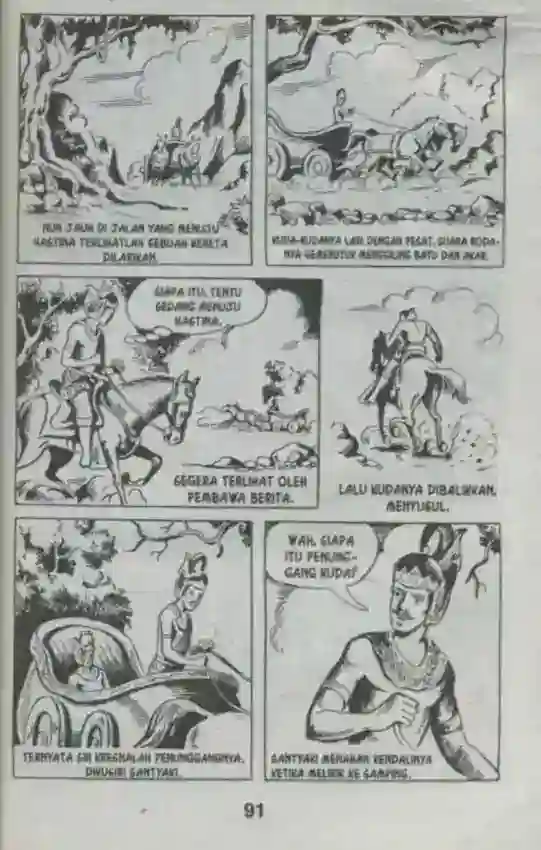 NUN JAUH DI JALAN YANG MENUJU
HASTINA TERLIHATLAH SEBUAH KERETA
DILARIKAN.
KUDA-KUDANYA LARI DENGAN PESAT. SUARA RODA-
NYA GEMERUTUK MENGGILING BATU DAN AKAR.
SIAPA ITU, TENTU
SEDANG MENUJU
HASTINA.
SEGERA TERLIHAT OLEH
PEMBAWA BERITA.
LALU KUDANYA DIBALIKKAN,
MENYUSUL.
TERNYATA SRI KRESNALAH PENUNGGANGNYA,
DIKUSIRI SANTYAKI.
WAH, SIAPA
ITU PENUNG-
GANG KUDA?
SANTYAKI MENAHAN KENDALINYA
KETIKA MELIRIK KE SAMPING.
91